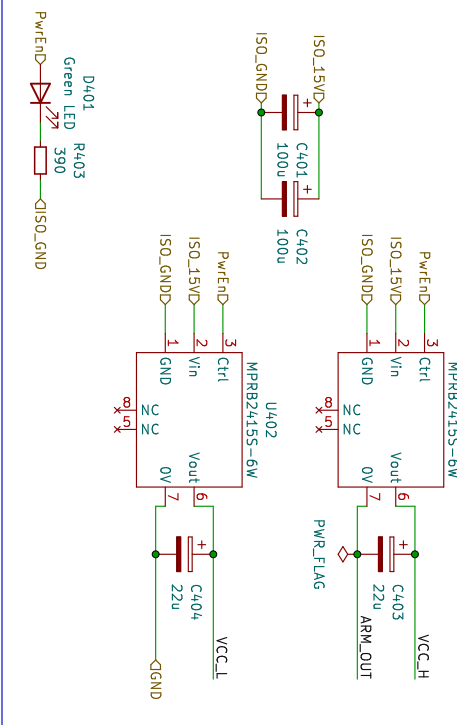 MPRB2415S-6W
PwrEn
3
Ctrl
ISO_15V
2
Vin
Vout
6
VCC_H
ISO_GND
1
GND
0V
7
ARM_OUT
NC
8
NC
5
C403
22u
PWR_FLAG
ISO_15V
ISO_GND
C401
100u
C402
100u
U402
MPRB2415S-6W
PwrEn
3
Ctrl
ISO_15V
2
Vin
Vout
6
VCC_L
ISO_GND
1
GND
0V
7
GND
NC
8
NC
5
C404
22u
D401
Green LED
R403
390
PwrEn
ISO_GND